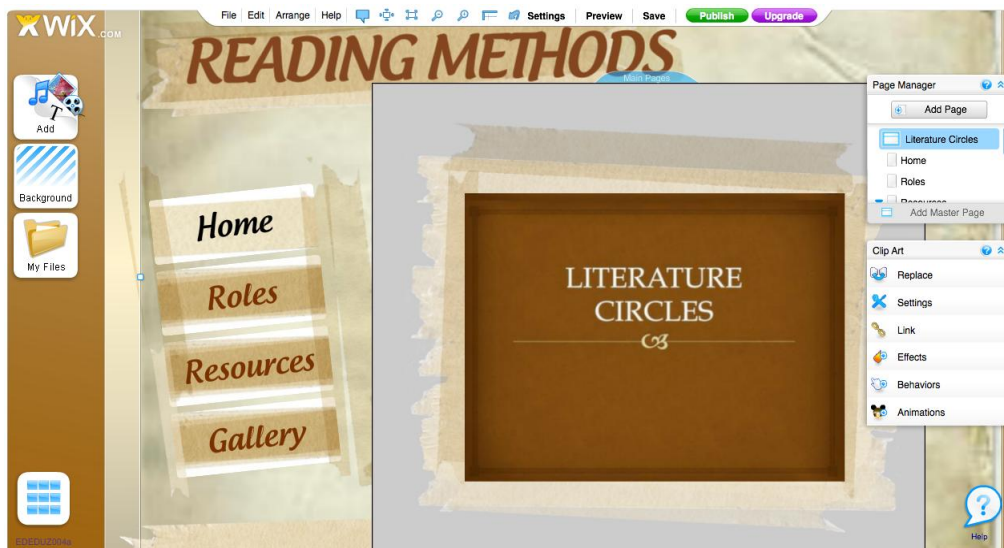 WiX.COM
File Edit Arrange Help Settings Preview Save Publish Upgrade
READING METHODS
Main Pages
Add
Background
My Files
Home
Roles
Resources
Gallery
LITERATURE
CIRCLES
Page Manager
Add Page
Literature Circles
Home
Roles
Resources
Add Master Page
Clip Art
Replace
Settings
Link
Effects
Behaviors
Animations
?
Help
EDEDUZ004a